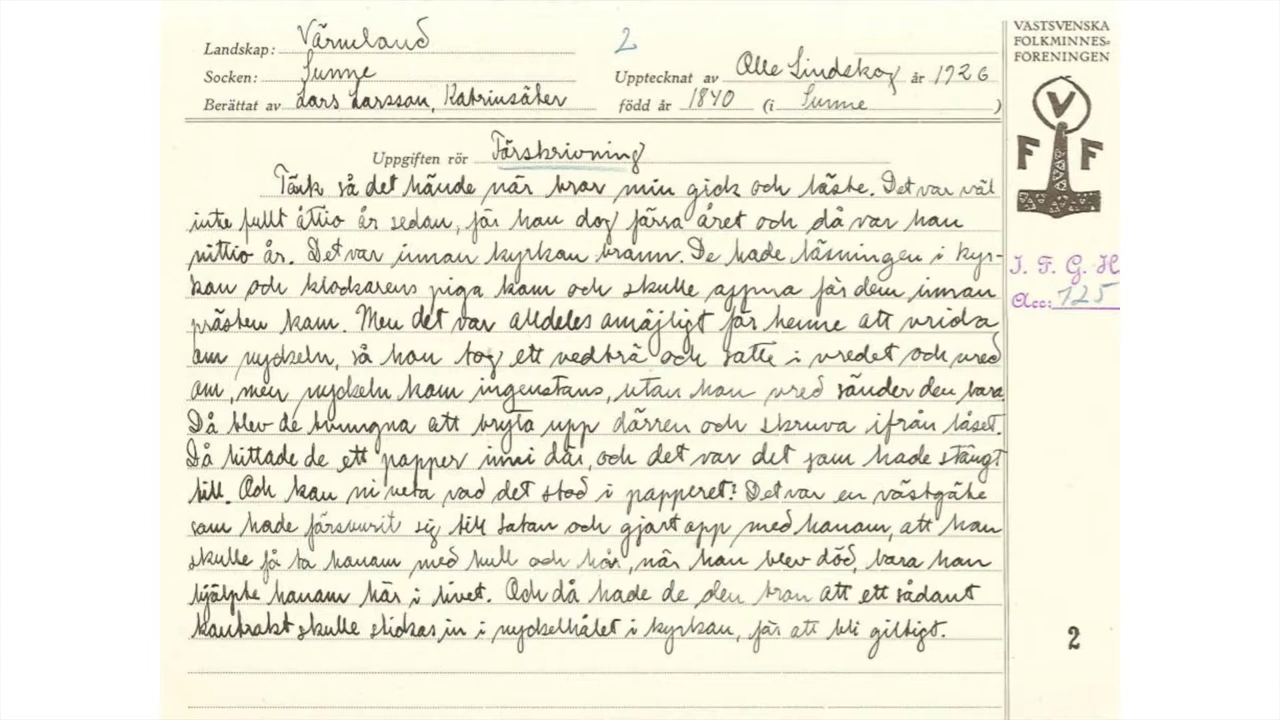 Landskap: Värmland
2
VÄSTSVENSKA
FOLKMINNES-
FÖRENINGEN
Socken: Sunne
Upptecknat av Olle Lindskog år 1926
Berättat av Lars Larsson, Katrinsäter
född år 1840 (i Sunne )
V
F F
Uppgiften rör Förskrivning
Tänk så det hände när bror min gick och läste. Det var väl
inte fullt åttio år sedan, för han dog förra året och då var han
nittio år. Det var innan kyrkan brann. De hade läsningen i kyr-
kan och klockarens piga kom och skulle öppna för dem innan
prästen kom. Men det var alldeles omöjligt för henne att vrida
om nyckeln, så hon tog ett vedträ och satte i vredet och vred
om, men nyckeln kom ingenstans, utan hon vred sönder den bara.
Då blev de tvungna att bryta upp dörren och skruva ifrån låset.
Då hittade de ett papper inni där, och det var det som hade stängt
till. Och kan ni veta vad det stod i papperet? Det var en västgöte
som hade försvurit sig till satan och gjort opp med honom, att han
skulle få ta honom med hull och hår, när han blev död, bara han
hjälpte honom här i livet. Och då hade de den tron att ett sådant
kontrakt skulle stickas in i nyckelhålet i kyrkan, för att bli giltigt.
I. F. G. H
Acc: 125
2